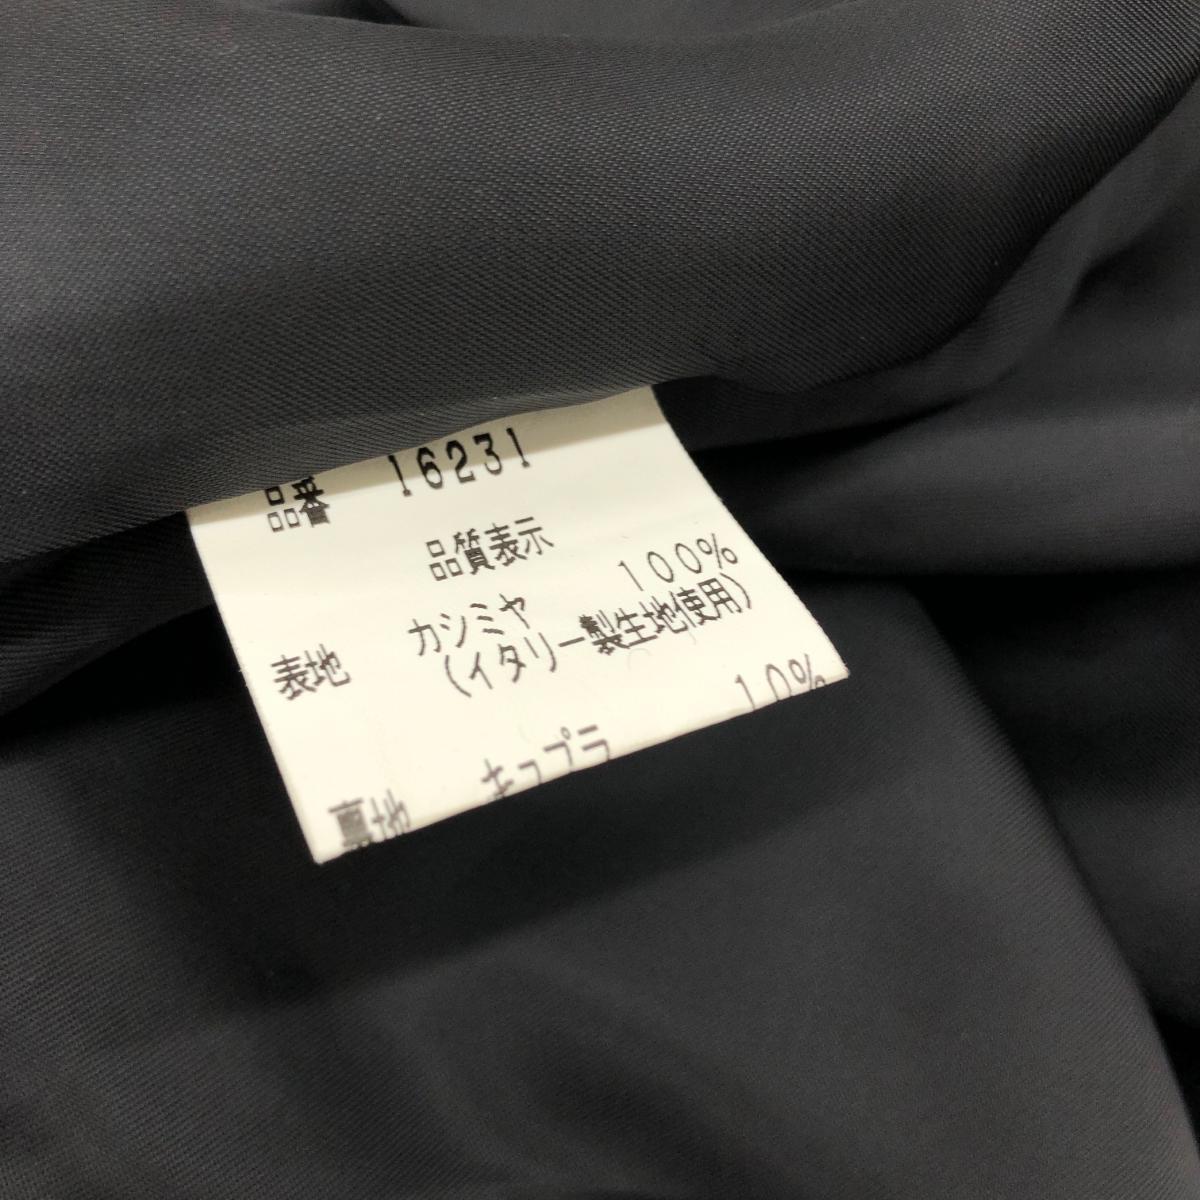 品番 16231
品質表示
表地 カシミヤ 100%
(イタリー製生地使用)
裏地 キュプラ 10%